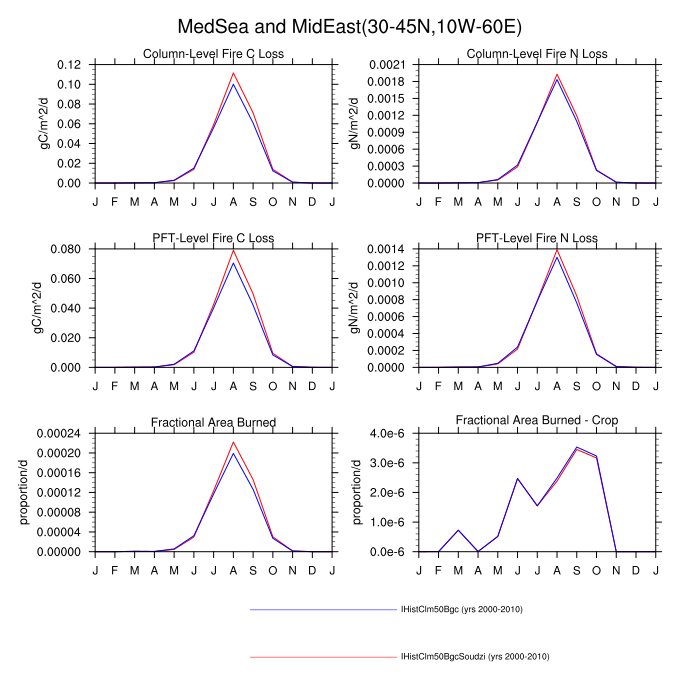 MedSea and MidEast(30-45N,10W-60E)
Column-Level Fire C Loss
gC/m^2/d
0.12
0.10
0.08
0.06
0.04
0.02
0.00
J F M A M J J A S O N D J
Column-Level Fire N Loss
gN/m^2/d
0.0021
0.0018
0.0015
0.0012
0.0009
0.0006
0.0003
0.0000
J F M A M J J A S O N D J
PFT-Level Fire C Loss
gC/m^2/d
0.080
0.060
0.040
0.020
0.000
J F M A M J J A S O N D J
PFT-Level Fire N Loss
gN/m^2/d
0.0014
0.0012
0.0010
0.0008
0.0006
0.0004
0.0002
0.0000
J F M A M J J A S O N D J
Fractional Area Burned
proportion/d
0.00024
0.00020
0.00016
0.00012
0.00008
0.00004
0.00000
J F M A M J J A S O N D J
Fractional Area Burned - Crop
proportion/d
4.0e-6
3.0e-6
2.0e-6
1.0e-6
0.0e-6
J F M A M J J A S O N D J
IHistClm50Bgc (yrs 2000-2010)
IHistClm50BgcSoudzi (yrs 2000-2010)